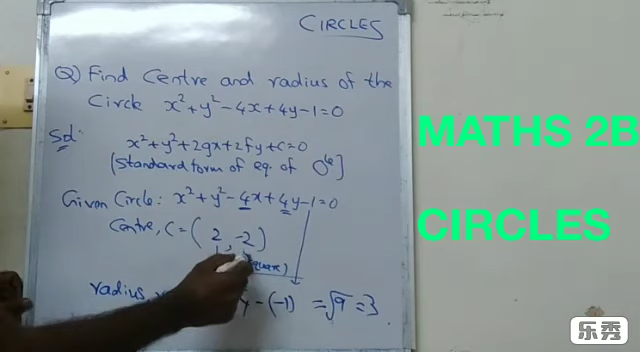 CIRCLES
Q) Find Centre and radius of the
Circle x²+y²-4x+4y-1=0
Sol:
x²+y²+2gx+2fy+c=0
[Standard form of eq. of O^le]
Given Circle: x²+y²-4x+4y-1=0
Centre, C=(2, -2)
radius, 4-(-1) =√9=3
MATHS 2B
CIRCLES
乐秀